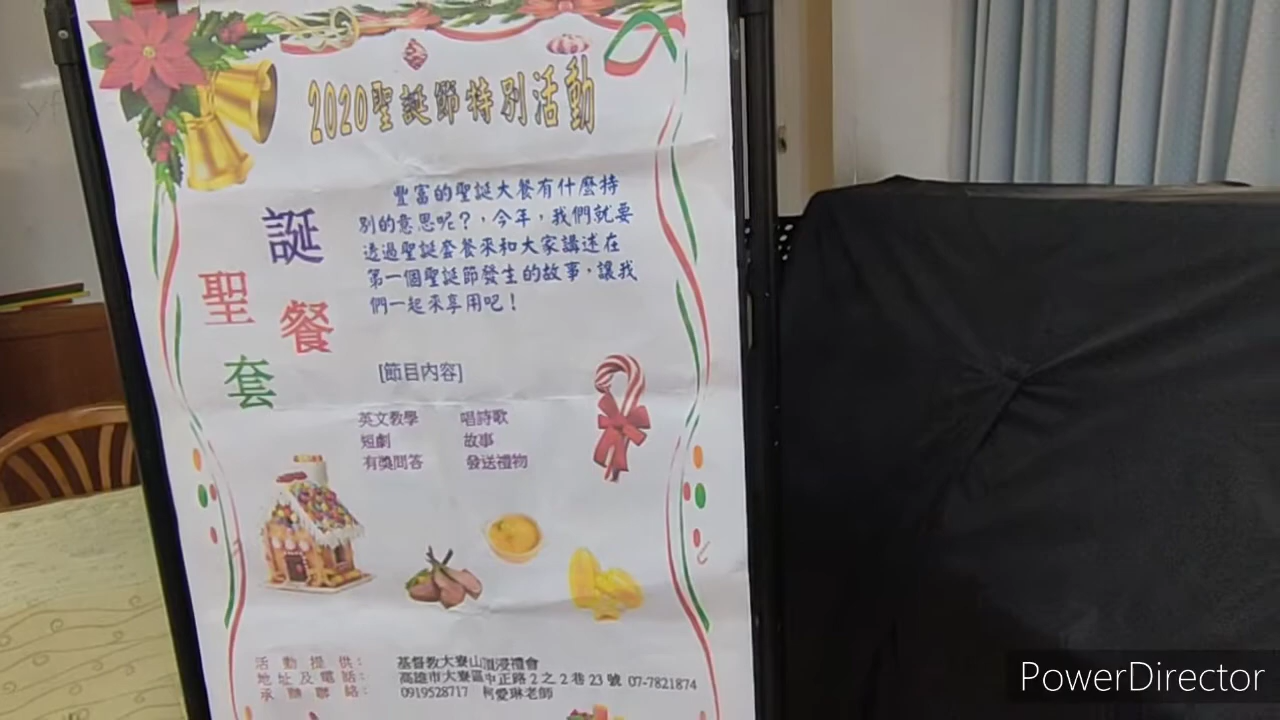 2020聖誕節特別活動
豐富的聖誕大餐有什麼特
別的意思呢？，今年，我們就要
透過聖誕套餐來和大家講述在
第一個聖誕節發生的故事，讓我
們一起來享用吧！
聖誕
套餐
[節目內容]
英文教學 唱詩歌
短劇 故事
有獎問答 發送禮物
活動提供： 基督教大寮山頂浸禮會
地址及電話： 高雄市大寮區中正路2之2巷23號 07-7821874
承辦聯絡： 0919528717 柯愛琳老師
PowerDirector